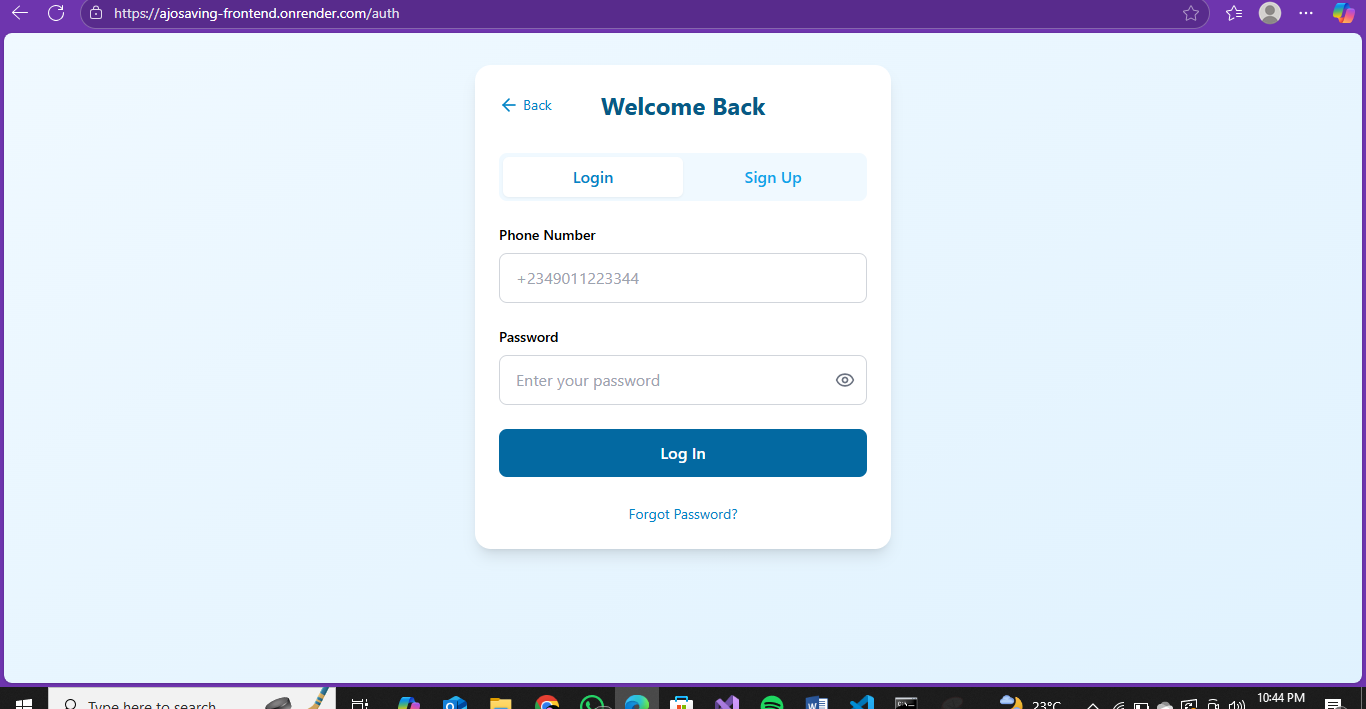 https://ajosaving-frontend.onrender.com/auth
Back
Welcome Back
Login
Sign Up
Phone Number
+2349011223344
Password
Enter your password
Log In
Forgot Password?
Type here to search
23°C
10:44 PM